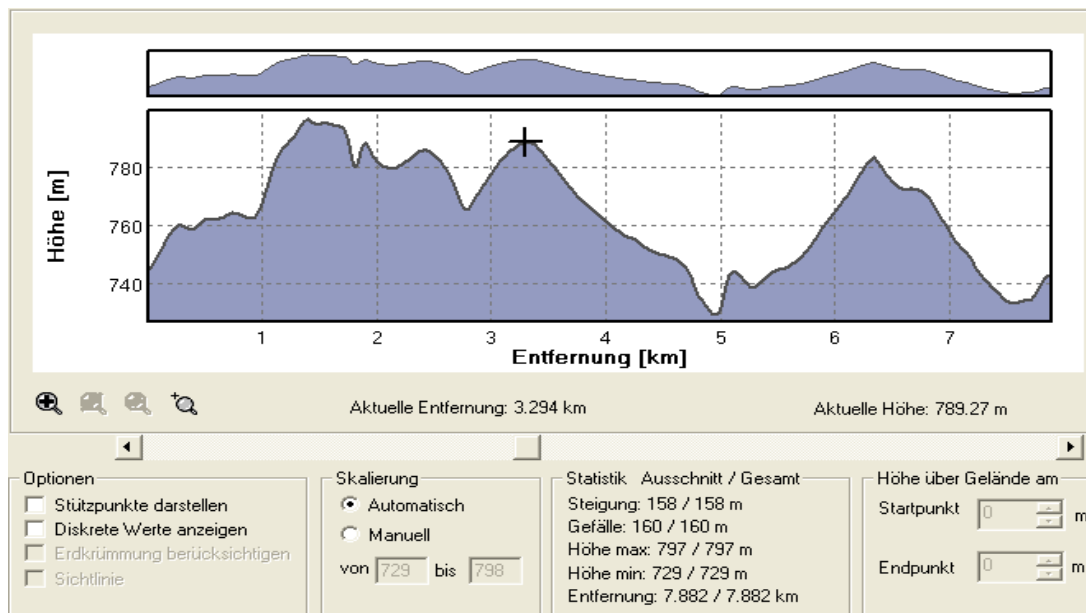 Höhe [m]
780
760
740
1 2 3 4 5 6 7
Entfernung [km]
Aktuelle Entfernung: 3.294 km
Aktuelle Höhe: 789.27 m
Optionen
Stützpunkte darstellen
Diskrete Werte anzeigen
Erdkrümmung berücksichtigen
Sichtlinie
Skalierung
Automatisch
Manuell
von 729 bis 798
Statistik Ausschnitt / Gesamt
Steigung: 158 / 158 m
Gefälle: 160 / 160 m
Höhe max: 797 / 797 m
Höhe min: 729 / 729 m
Entfernung: 7.882 / 7.882 km
Höhe über Gelände am
Startpunkt 0 m
Endpunkt 0 m